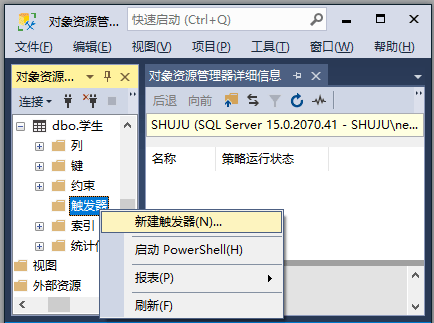 对象资源管...
快速启动 (Ctrl+Q)
文件(F) 编辑(E) 视图(V) 项目(P) 工具(T) 窗口(W) 帮助(H)
对象资源...
对象资源管理器详细信息
连接
后退 向前
dbo.学生
SHUJU (SQL Server 15.0.2070.41 - SHUJU\ne...
列
名称 策略运行状态
键
约束
触发器
新建触发器(N)...
索引
启动 PowerShell(H)
统计
视图
报表(P)
外部资源
刷新(F)